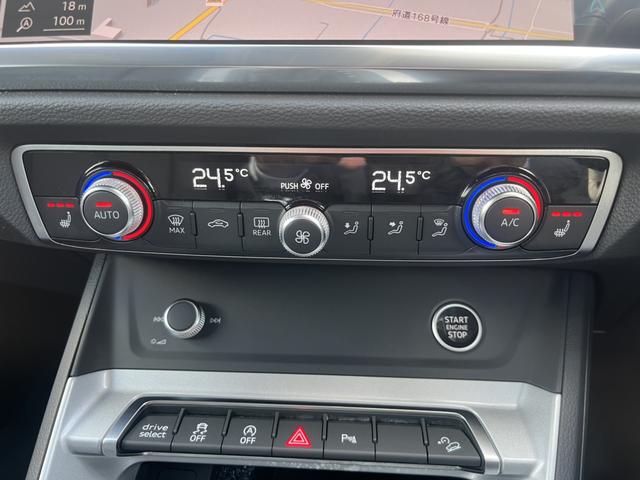 18 m
100 m
府道168号線
24.5°C
PUSH OFF
24.5°C
AUTO
A/C
MAX
REAR
START
ENGINE
STOP
drive
select
OFF
OFF
P